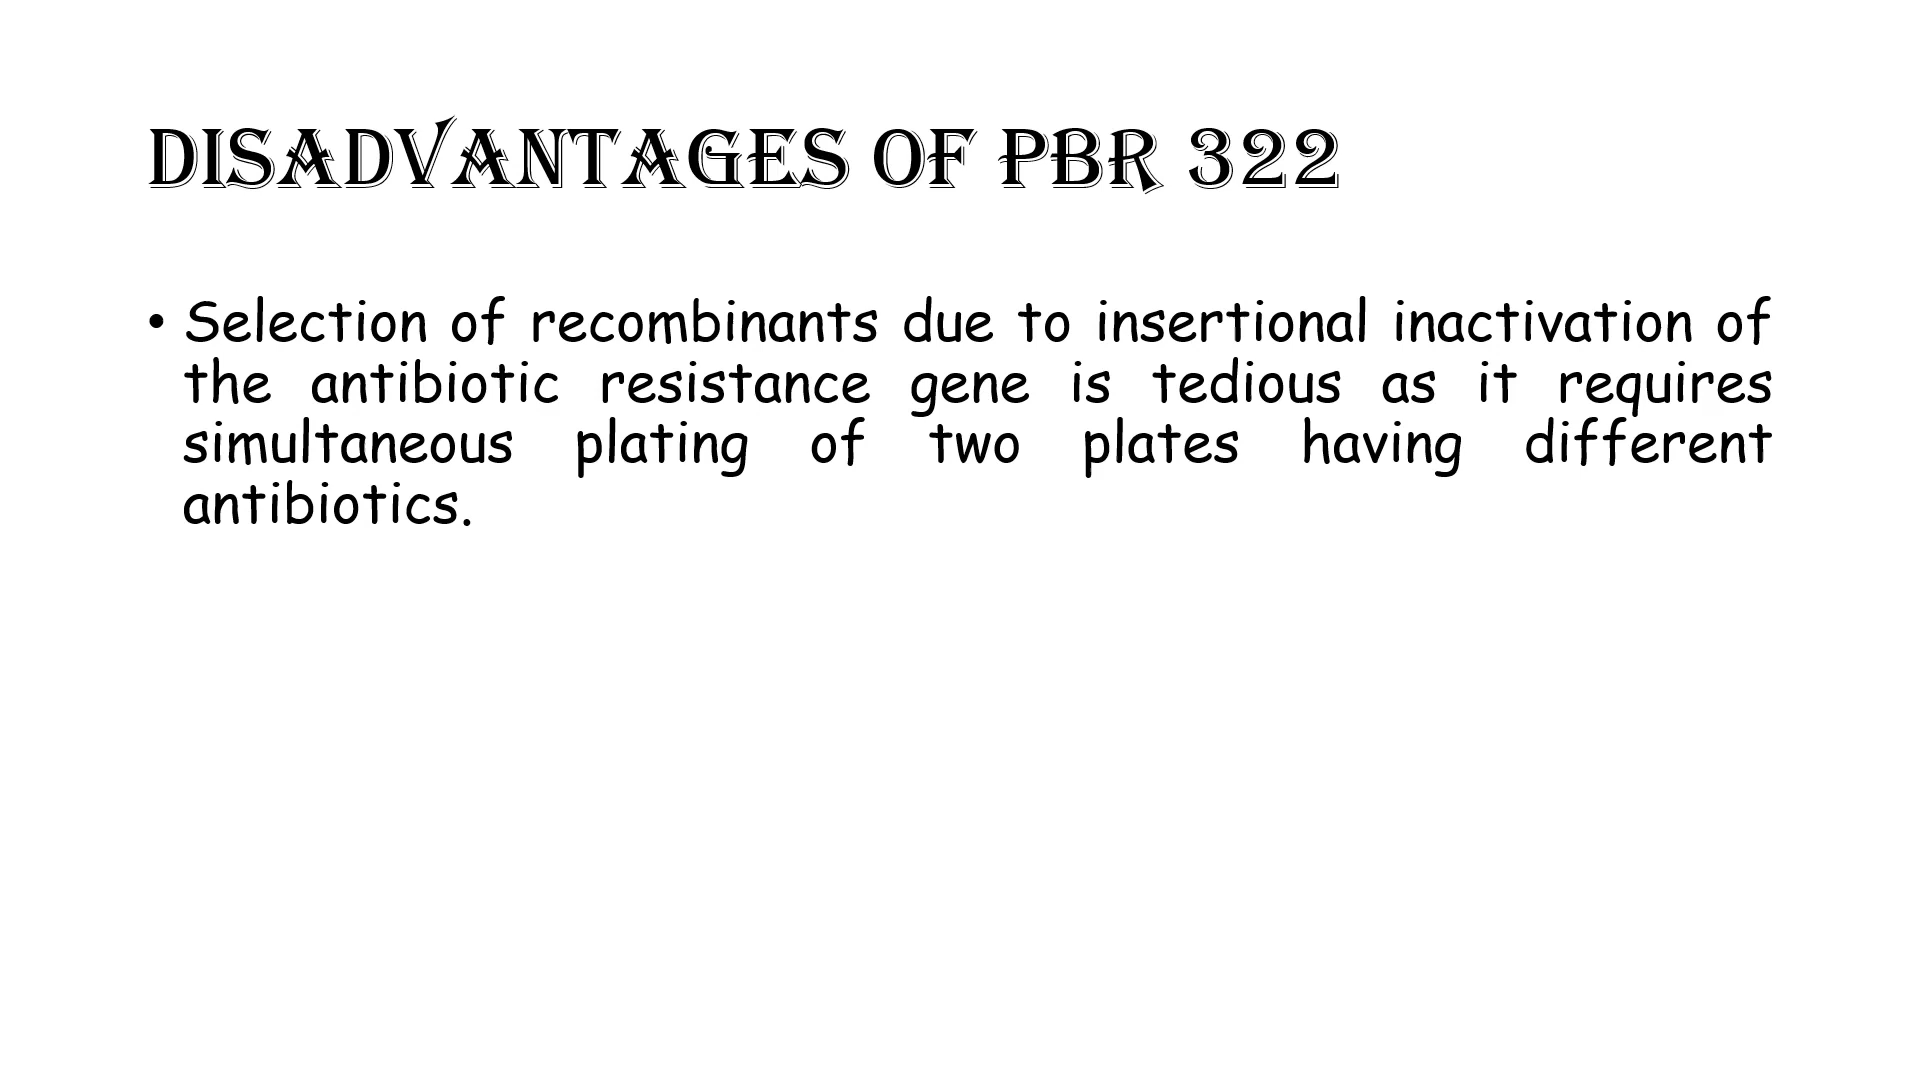 DISADVANTAGES OF PBR 322
• Selection of recombinants due to insertional inactivation of
the antibiotic resistance gene is tedious as it requires
simultaneous plating of two plates having different
antibiotics.